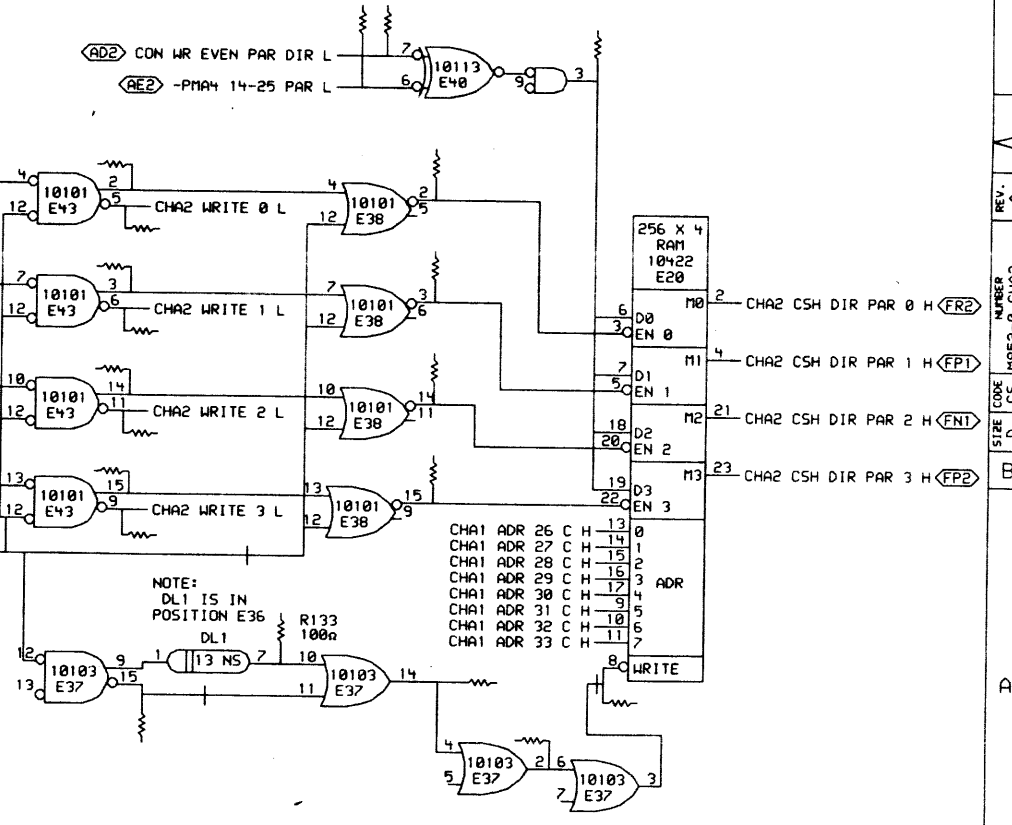 AD2 CON WR EVEN PAR DIR L 7
10113
E40
9 3
AE2 -PMA4 14-25 PAR L 6
4 10101 2
12 E43 5 CHA2 WRITE 0 L
4 10101 2
12 E38 5
7 10101 3
12 E43 6 CHA2 WRITE 1 L
7 10101 3
12 E38 6
10 10101 14
12 E43 11 CHA2 WRITE 2 L
10 10101 14
12 E38 11
13 10101 15
12 E43 9 CHA2 WRITE 3 L
13 10101 15
12 E38 9
256 X 4
RAM
10422
E20
M0 2 CHA2 CSH DIR PAR 0 H FR2
6 D0
3 EN 0
M1 4 CHA2 CSH DIR PAR 1 H FP1
7 D1
5 EN 1
M2 21 CHA2 CSH DIR PAR 2 H FN1
18 D2
20 EN 2
M3 23 CHA2 CSH DIR PAR 3 H FP2
19 D3
22 EN 3
CHA1 ADR 26 C H 13 0
CHA1 ADR 27 C H 14 1
CHA1 ADR 28 C H 15 2
CHA1 ADR 29 C H 16 3
CHA1 ADR 30 C H 17 4
CHA1 ADR 31 C H 9 5
CHA1 ADR 32 C H 10 6
CHA1 ADR 33 C H 11 7
ADR
8 WRITE
NOTE:
DL1 IS IN
POSITION E36
DL1
R133
100Ω
12 10103 9
13 E37 15
1 13 NS 7
10 10103 14
11 E37
4 10103 2
5 E37
6 10103 3
7 E37
REV.
NUMBER
CODE
SIZE
B
A